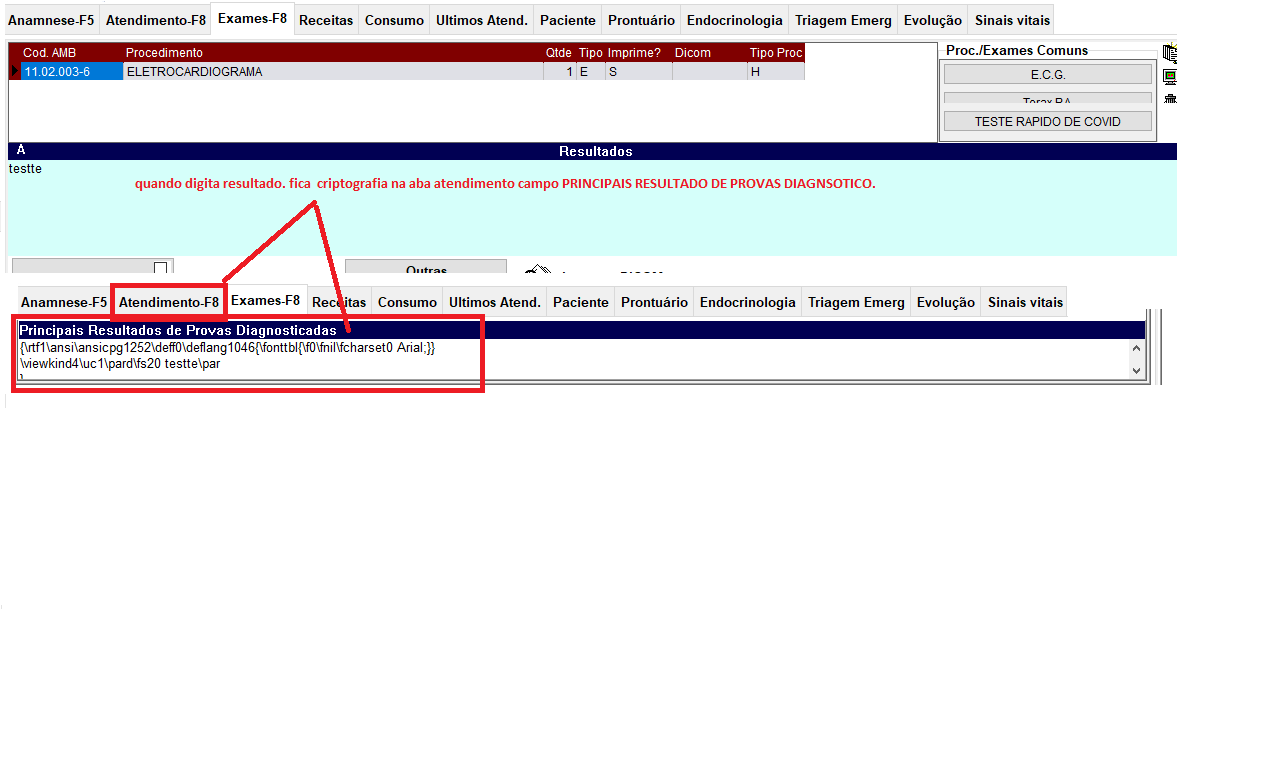 Anamnese-F5 Atendimento-F8 Exames-F8 Receitas Consumo Ultimos Atend. Paciente Prontuário Endocrinologia Triagem Emerg Evolução Sinais vitais
Cod. AMB Procedimento Qtde Tipo Imprime? Dicom Tipo Proc
11.02.003-6 ELETROCARDIOGRAMA 1 E S H
Proc./Exames Comuns
E.C.G.
Torax P.A.
TESTE RAPIDO DE COVID
A Resultados
testte
quando digita resultado. fica criptografia na aba atendimento campo PRINCIPAIS RESULTADO DE PROVAS DIAGNSOTICO.
Outras
Anamnese-F5 Atendimento-F8 Exames-F8 Receitas Consumo Ultimos Atend. Paciente Prontuário Endocrinologia Triagem Emerg Evolução Sinais vitais
Principais Resultados de Provas Diagnosticadas
{\rtf1\ansi\ansicpg1252\deff0\deflang1046{\fonttbl{\f0\fnil\fcharset0 Arial;}}
\viewkind4\uc1\pard\fs20 testte\par
}